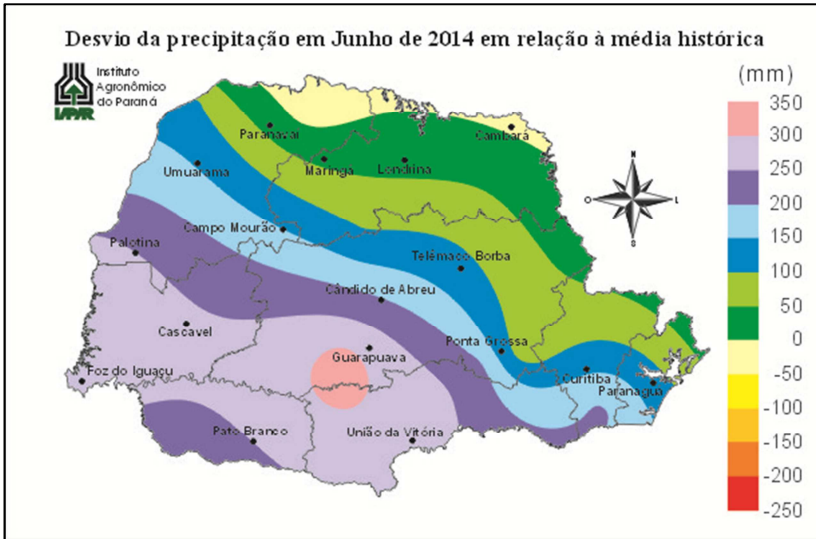 Desvio da precipitação em Junho de 2014 em relação à média histórica
Instituto
Agronômico
do Paraná
IAPAR
(mm)
350
300
250
200
150
100
50
0
-50
-100
-150
-200
-250
N
O
L
S
Paranavaí
Cambará
Maringá
Londrina
Umuarama
Campo Mourão
Palotina
Telêmaco Borba
Cândido de Abreu
Cascavel
Ponta Grossa
Guarapuava
Foz do Iguaçu
Curitiba
Paranaguá
Pato Branco
União da Vitória